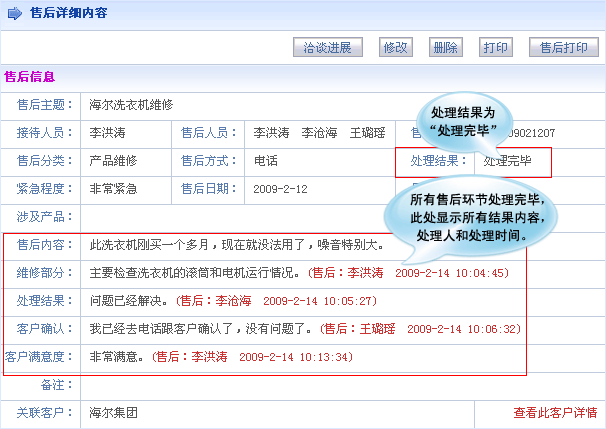 售后详细内容
洽谈进展 修改 删除 打印 售后打印
售后信息
售后主题： 海尔洗衣机维修
接待人员： 李洪涛 售后人员： 李洪涛 李沧海 王璐瑶 售 09021207
售后分类： 产品维修 售后方式： 电话 处理结果： 处理完毕
紧急程度： 非常紧急 售后日期： 2009-2-12
涉及产品：
处理结果为
“处理完毕”
所有售后环节处理完毕，
此处显示所有结果内容，
处理人和处理时间。
售后内容： 此洗衣机刚买一个多月，现在就没法用了，噪音特别大。
维修部分： 主要检查洗衣机的滚筒和电机运行情况。(售后：李洪涛 2009-2-14 10:04:45)
处理结果： 问题已经解决。(售后：李沧海 2009-2-14 10:05:27)
客户确认： 我已经去电话跟客户确认了，没有问题了。(售后：王璐瑶 2009-2-14 10:06:32)
客户满意度： 非常满意。(售后：李洪涛 2009-2-14 10:13:34)
备注：
关联客户： 海尔集团 查看此客户详情